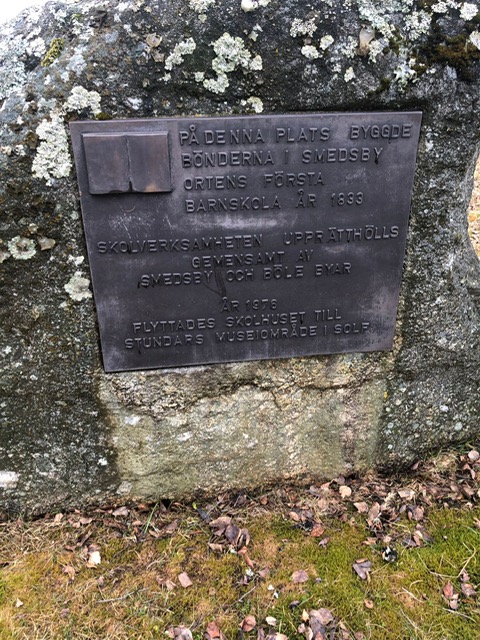 PÅ DENNA PLATS BYGGDE
BÖNDERNA I SMEDSBY
ORTENS FÖRSTA
BARNSKOLA ÅR 1893
SKOLVERKSAMHETEN UPPRÄTTHÖLLS
GEMENSAMT AV
SMEDSBY OCH BÖLE BYAR
ÅR 1976
FLYTTADES SKOLHUSET TILL
STUNDARS MUSEIOMRÅDE I SOLF